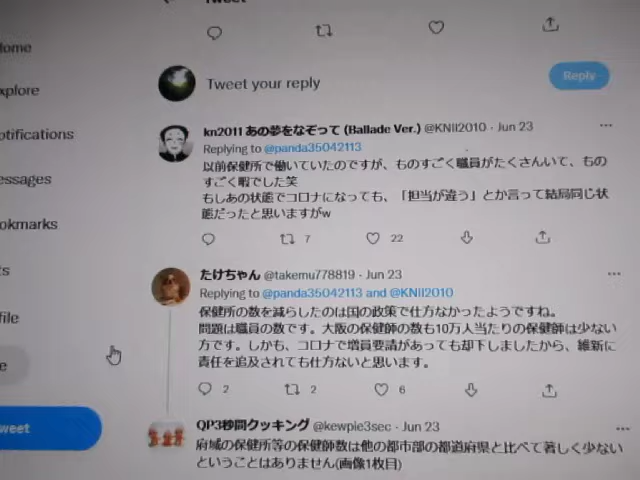 Tweet
Home
Explore
Notifications
Messages
Bookmarks
Tweet your reply
Reply
kn2011 あの夢をなぞって (Ballade Ver.) @KNII2010 · Jun 23
Replying to @panda35042113
以前保健所で働いていたのですが、ものすごく職員がたくさんいて、もの
すごく暇でした笑
もしあの状態でコロナになっても、「担当が違う」とか言って結局同じ状
態だったと思いますがw
7
22
たけちゃん @takemu778819 · Jun 23
Replying to @panda35042113 and @KNII2010
保健所の数を減らしたのは国の政策で仕方なかったようですね。
問題は職員の数です。大阪の保健師の数も10万人当たりの保健師は少ない
方です。しかも、コロナで増員要請があっても却下しましたから、維新に
責任を追及されても仕方ないと思います。
2
2
6
Tweet
QP3秒間クッキング @kewpie3sec · Jun 23
府域の保健所等の保健師数は他の都市部の都道府県と比べて著しく少ない
ということはありません(画像1枚目)